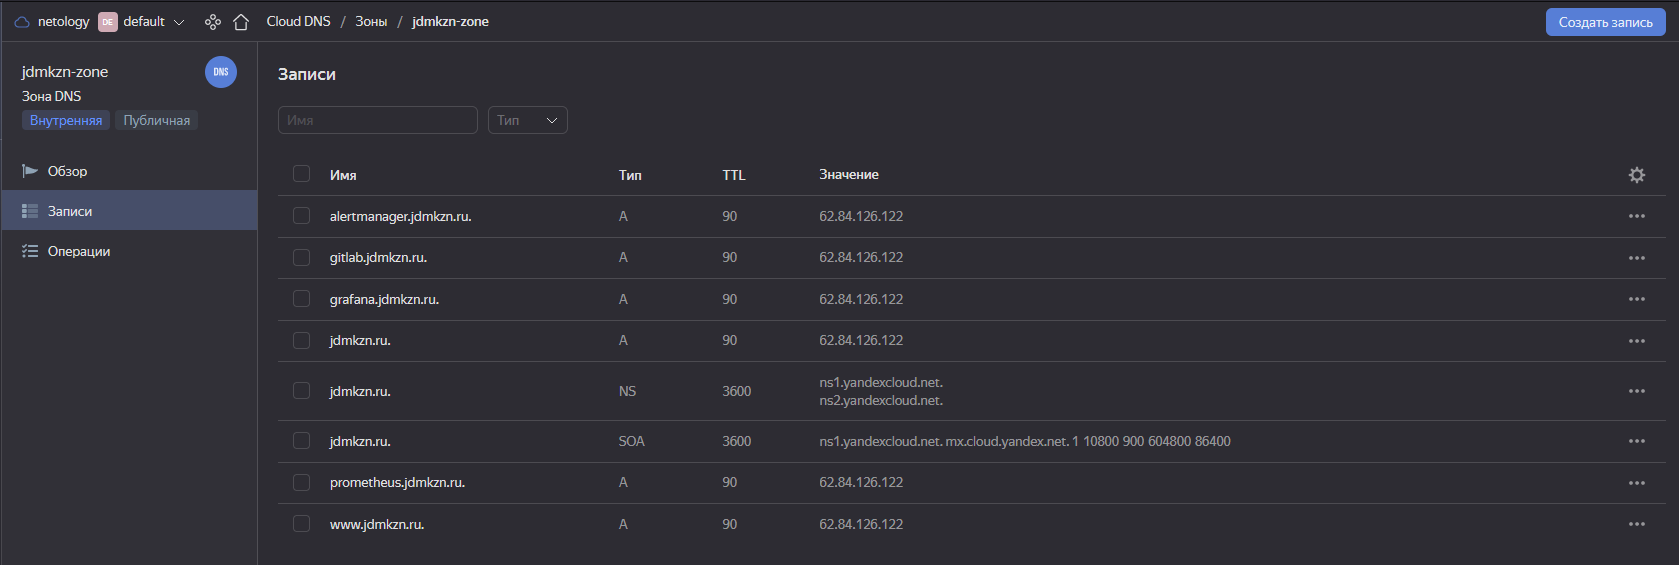 netology DE default Cloud DNS / Зоны / jdmkzn-zone Создать запись
jdmkzn-zone DNS
Зона DNS
Внутренняя Публичная
Обзор
Записи
Операции
Записи
Имя Тип
Имя Тип TTL Значение
alertmanager.jdmkzn.ru. A 90 62.84.126.122
gitlab.jdmkzn.ru. A 90 62.84.126.122
grafana.jdmkzn.ru. A 90 62.84.126.122
jdmkzn.ru. A 90 62.84.126.122
jdmkzn.ru. NS 3600 ns1.yandexcloud.net.
ns2.yandexcloud.net.
jdmkzn.ru. SOA 3600 ns1.yandexcloud.net. mx.cloud.yandex.net. 1 10800 900 604800 86400
prometheus.jdmkzn.ru. A 90 62.84.126.122
www.jdmkzn.ru. A 90 62.84.126.122